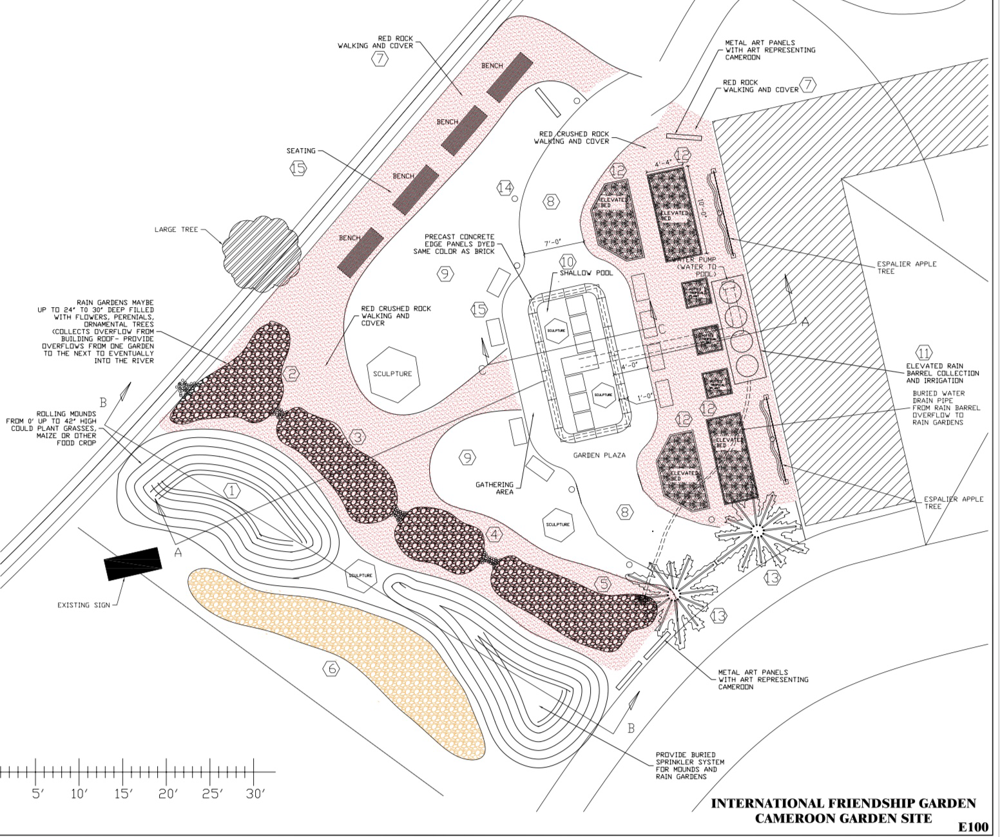 RED ROCK
WALKING AND COVER
7
METAL ART PANELS
WITH ART REPRESENTING
CAMEROON
RED ROCK
WALKING AND COVER
7
BENCH
BENCH
BENCH
BENCH
SEATING
15
RED CRUSHED ROCK
WALKING AND COVER
12
12
4'-4"
10'-0"
ELEVATED
BED
ELEVATED
BED
14
8
LARGE TREE
PRECAST CONCRETE
EDGE PANELS DYED
SAME COLOR AS BRICK
7'-0"
10
SHALLOW POOL
9
WATER PUMP
(WATER TO
POOL)
ESPALIER APPLE
TREE
RAIN GARDENS MAYBE
UP TO 24" TO 30" DEEP FILLED
WITH FLOWERS, PERENIALS,
ORNAMENTAL TREES
(COLLECTS OVERFLOW FROM
BUILDING ROOF- PROVIDE
OVERFLOWS FROM ONE GARDEN
TO THE NEXT TO EVENTUALLY
INTO THE RIVER
RED CRUSHED ROCK
WALKING AND
COVER
15
SCULPTURE
POTTED
TROPICAL
PLANT
POTTED
TROPICAL
PLANT
POTTED
TROPICAL
PLANT
A
C
C
11
ELEVATED RAIN
BARREL COLLECTION
AND IRRIGATION
SCULPTURE
2
4'-0"
1'-0"
SCULPTURE
BURIED WATER
DRAIN PIPE
FROM RAIN BARREL
OVERFLOW TO
RAIN GARDENS
B
ROLLING MOUNDS
FROM 0' UP TO 42" HIGH
COULD PLANT GRASSES,
MAIZE OR OTHER
FOOD CROP
12
12
ELEVATED
BED
ELEVATED
BED
3
9
GARDEN PLAZA
GATHERING
AREA
1
8
ESPALIER APPLE
TREE
SCULPTURE
4
A
SCULPTURE
5
13
13
EXISTING SIGN
6
METAL ART PANELS
WITH ART REPRESENTING
CAMEROON
B
PROVIDE BURIED
SPRINKLER SYSTEM
FOR MOUNDS AND
RAIN GARDENS
5' 10' 15' 20' 25' 30'
INTERNATIONAL FRIENDSHIP GARDEN
CAMEROON GARDEN SITE
E100